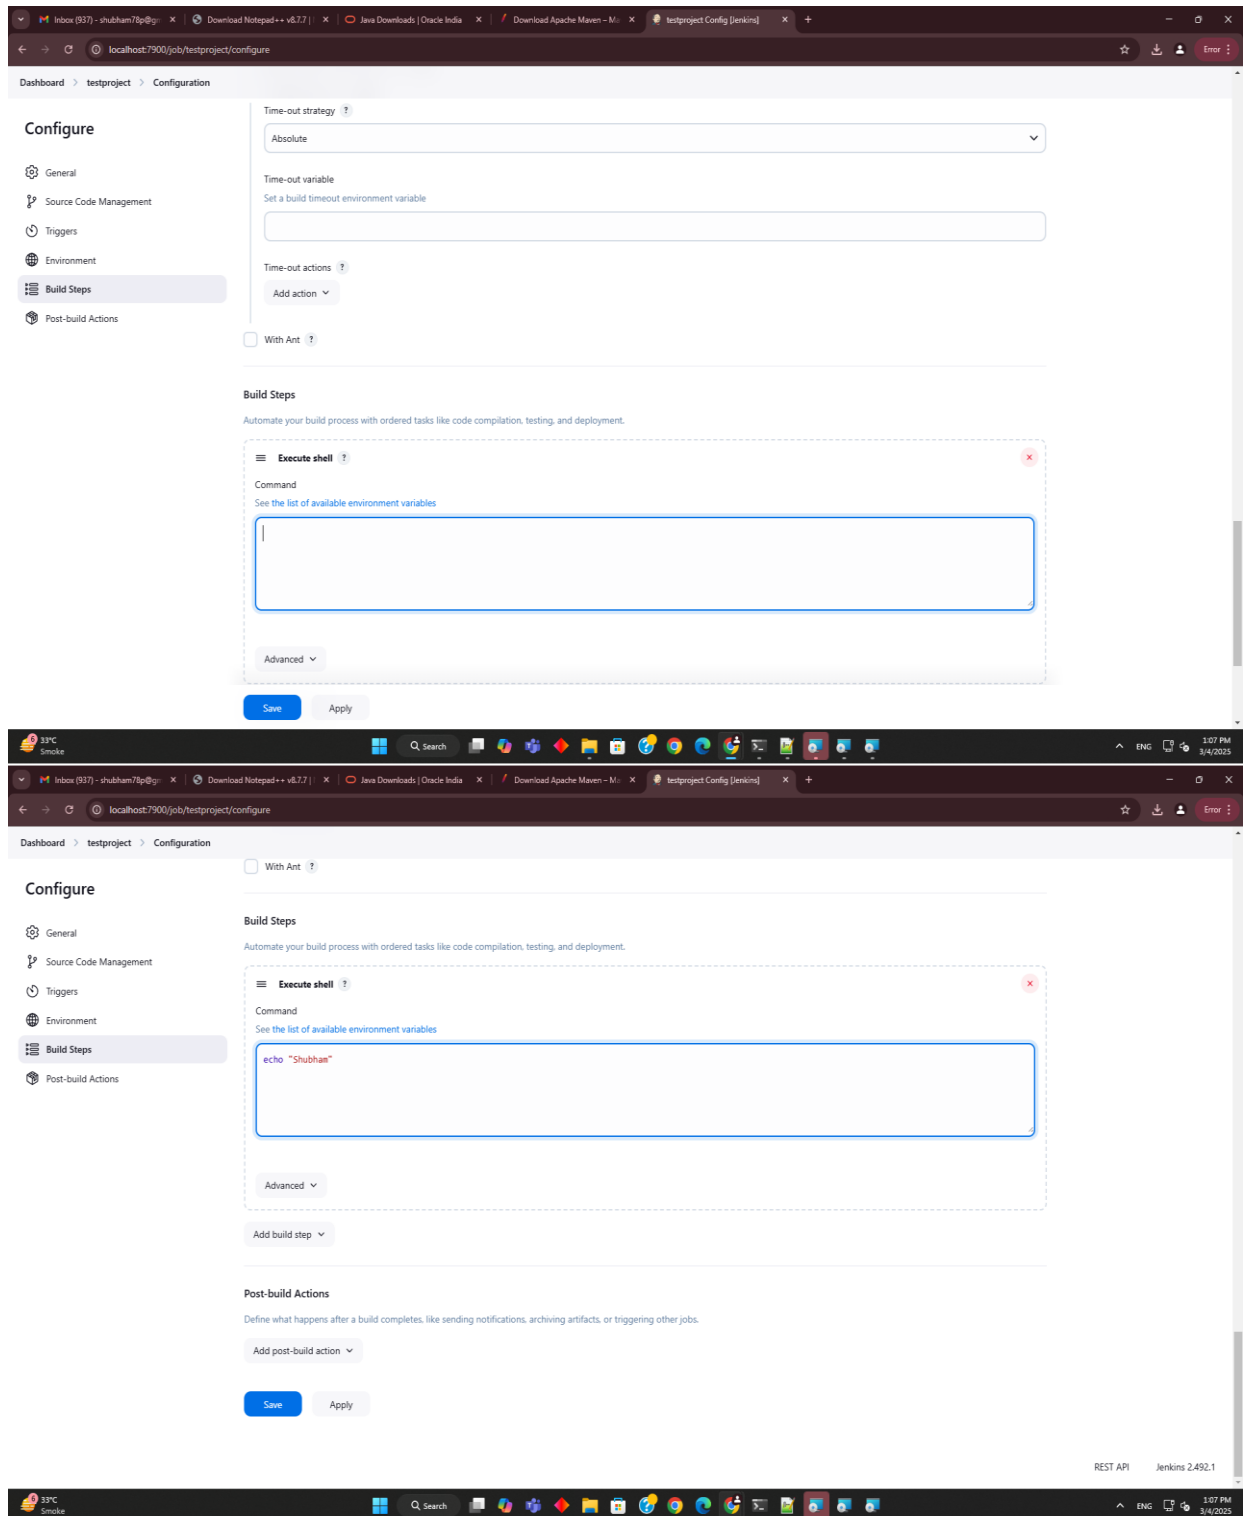 Inbox (937) - shubham78p@gm
Download Notepad++ v8.7.7 |
Java Downloads | Oracle India
Download Apache Maven – Ma
testproject Config [Jenkins]
localhost:7900/job/testproject/configure
Error
Dashboard > testproject > Configuration
Time-out strategy ?
Configure
Absolute
General
Time-out variable
Set a build timeout environment variable
Source Code Management
Triggers
Environment
Time-out actions ?
Build Steps
Add action
Post-build Actions
With Ant ?
Build Steps
Automate your build process with ordered tasks like code compilation, testing, and deployment.
Execute shell ?
Command
See the list of available environment variables
Advanced
Save Apply
6
33°C
Smoke
Search
ENG
1:07 PM
3/4/2025
Inbox (937) - shubham78p@gm
Download Notepad++ v8.7.7 |
Java Downloads | Oracle India
Download Apache Maven – Ma
testproject Config [Jenkins]
localhost:7900/job/testproject/configure
Error
Dashboard > testproject > Configuration
With Ant ?
Configure
Build Steps
General
Automate your build process with ordered tasks like code compilation, testing, and deployment.
Source Code Management
Execute shell ?
Triggers
Command
Environment
See the list of available environment variables
Build Steps
echo "Shubham"
Post-build Actions
Advanced
Add build step
Post-build Actions
Define what happens after a build completes, like sending notifications, archiving artifacts, or triggering other jobs.
Add post-build action
Save Apply
REST API Jenkins 2.492.1
6
33°C
Smoke
Search
ENG
1:07 PM
3/4/2025